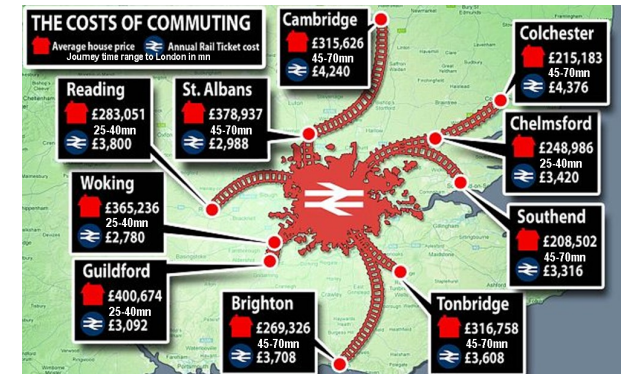 THE COSTS OF COMMUTING
Average house price Annual Rail Ticket cost
Journey time range to London in mn
Cambridge
£315,626
45-70mn
£4,240
Colchester
£215,183
45-70mn
£4,376
Reading
£283,051
25-40mn
£3,800
St. Albans
£378,937
45-70mn
£2,988
Chelmsford
£248,986
25-40mn
£3,420
Woking
£365,236
25-40mn
£2,780
Southend
£208,502
45-70mn
£3,316
Guildford
£400,674
25-40mn
£3,092
Brighton
£269,326
45-70mn
£3,708
Tonbridge
£316,758
45-70mn
£3,608